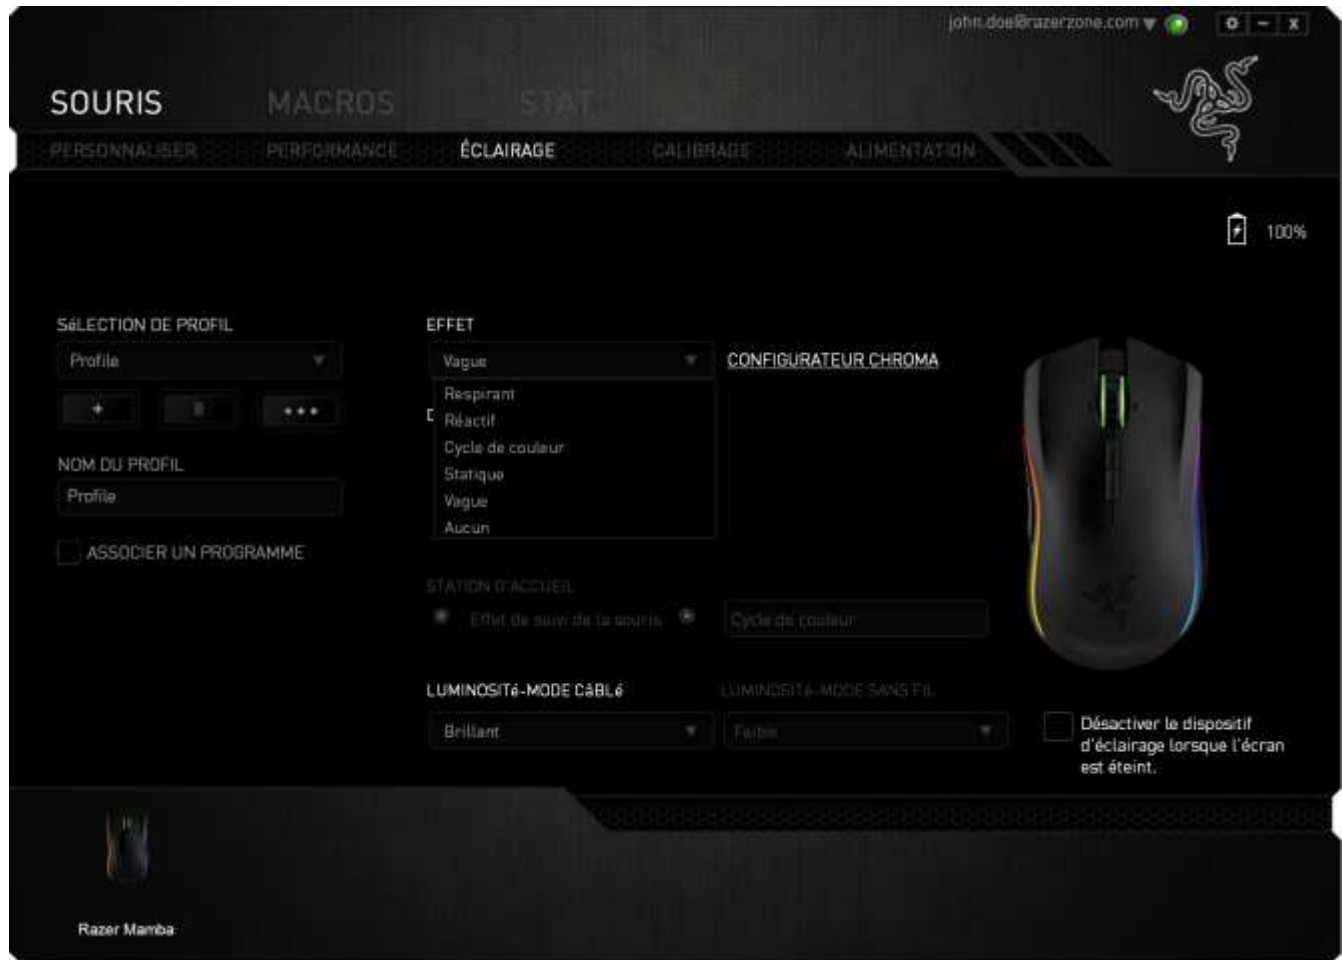 john.doe@razerzone.com
SOURIS MACROS STAT.
PERSONNALISER PERFORMANCE ÉCLAIRAGE CALIBRAGE ALIMENTATION
100%
SéLECTION DE PROFIL
Profile
NOM DU PROFIL
Profile
ASSOCIER UN PROGRAMME
EFFET
Vague
CONFIGURATEUR CHROMA
Respirant
Réactif
Cycle de couleur
Statique
Vague
Aucun
STATION D'ACCUEIL
Effet de suivi de la souris
Cycle de couleur
LUMINOSITé-MODE CâBLé
Brillant
LUMINOSITé-MODE SANS FIL
Faible
Désactiver le dispositif
d'éclairage lorsque l'écran
est éteint.
Razer Mamba